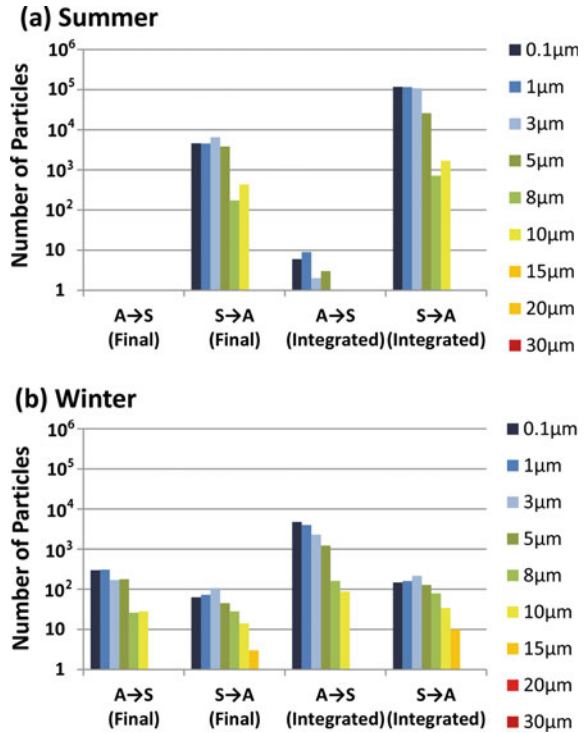 (a) Summer
Number of Particles
10⁶
10⁵
10⁴
10³
10²
10
1
A→S
(Final)
S→A
(Final)
A→S
(Integrated)
S→A
(Integrated)
0.1μm
1μm
3μm
5μm
8μm
10μm
15μm
20μm
30μm
(b) Winter
Number of Particles
10⁶
10⁵
10⁴
10³
10²
10
1
A→S
(Final)
S→A
(Final)
A→S
(Integrated)
S→A
(Integrated)
0.1μm
1μm
3μm
5μm
8μm
10μm
15μm
20μm
30μm